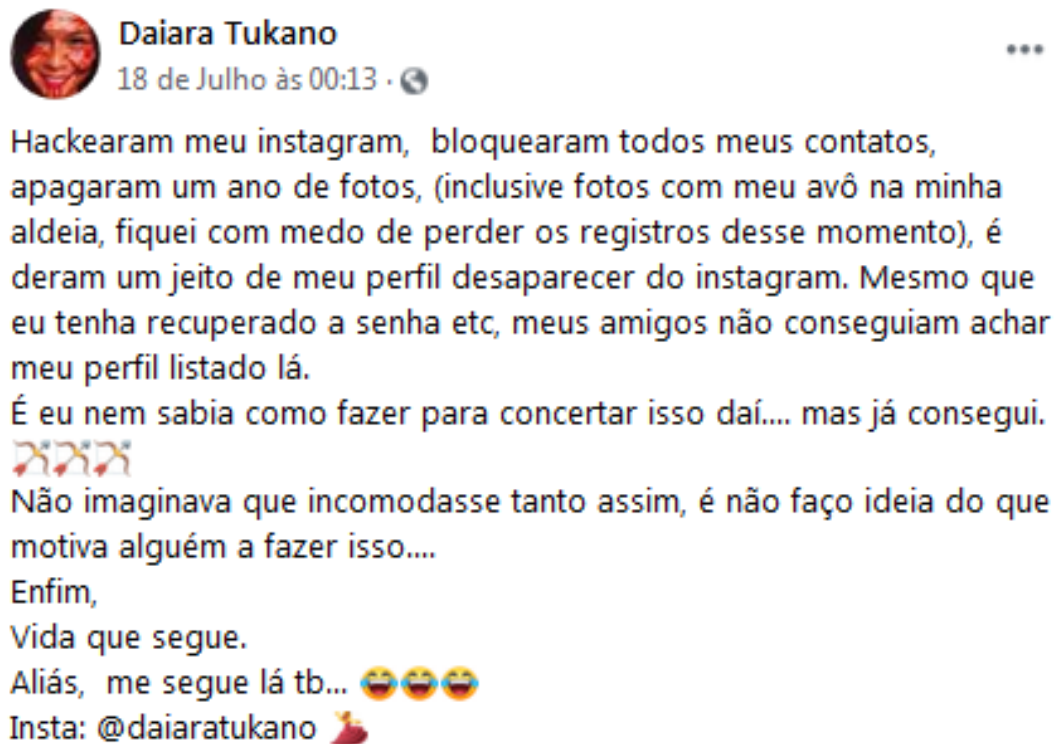 Daiara Tukano
18 de Julho às 00:13 ·
Hackearam meu instagram,  bloquearam todos meus contatos,
apagaram um ano de fotos, (inclusive fotos com meu avô na minha
aldeia, fiquei com medo de perder os registros desse momento), é
deram um jeito de meu perfil desaparecer do instagram. Mesmo que
eu tenha recuperado a senha etc, meus amigos não conseguiam achar
meu perfil listado lá.
É eu nem sabia como fazer para concertar isso daí.... mas já consegui.
🏹🏹🏹
Não imaginava que incomodasse tanto assim, é não faço ideia do que
motiva alguém a fazer isso....
Enfim,
Vida que segue.
Aliás,  me segue lá tb... 😂😂😂
Insta: @daiaratukano 💃